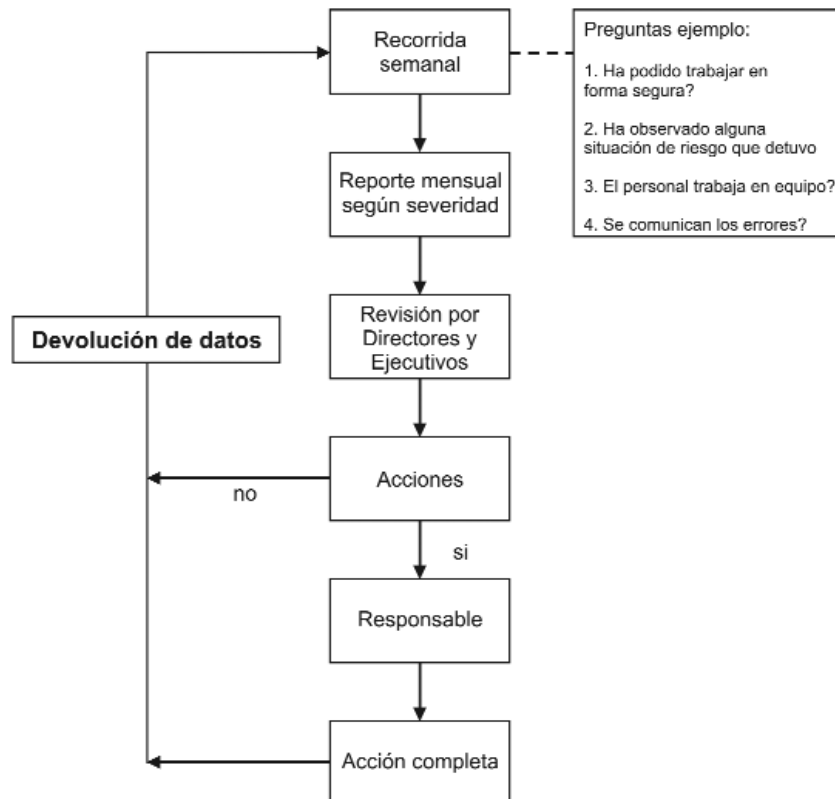 Recorrida
semanal
Preguntas ejemplo:
1. Ha podido trabajar en
forma segura?
2. Ha observado alguna
situación de riesgo que detuvo
3. El personal trabaja en equipo?
4. Se comunican los errores?
Reporte mensual
según severidad
Revisión por
Directores y
Ejecutivos
Devolución de datos
Acciones
no
si
Responsable
Acción completa